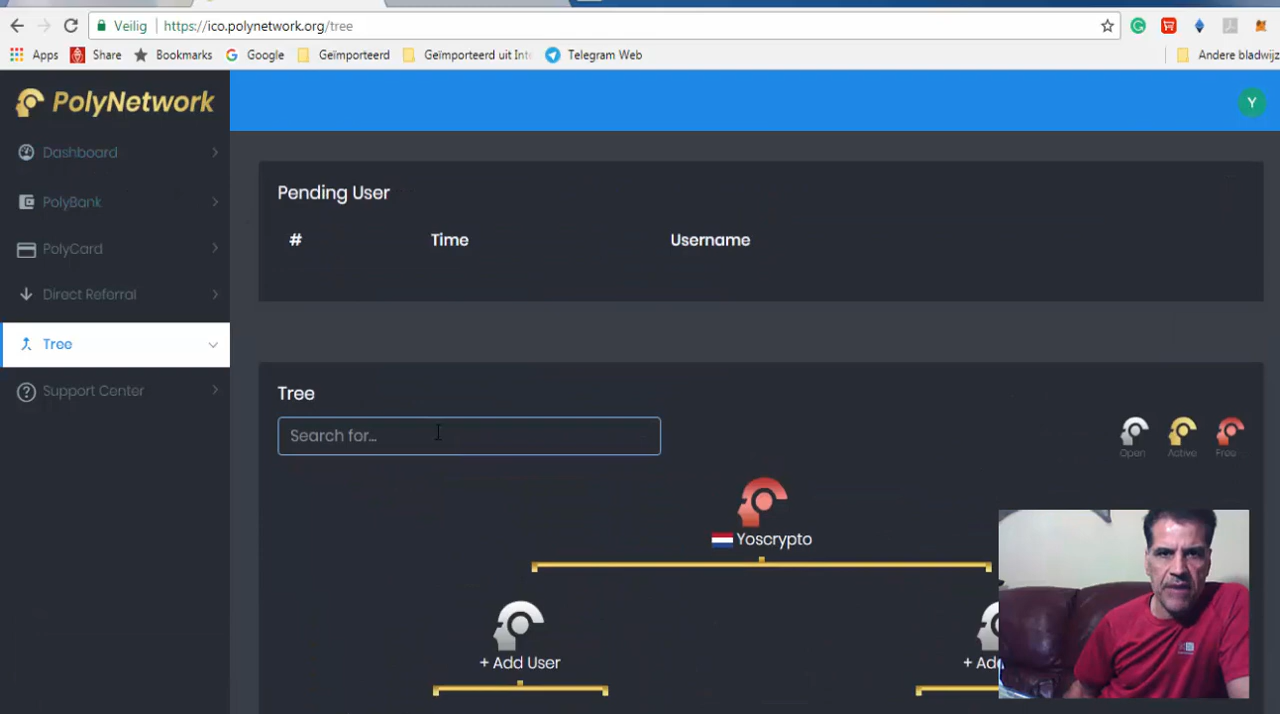 Veilig https://ico.polynetwork.org/tree
Apps Share Bookmarks Google Geïmporteerd Geïmporteerd uit Int Telegram Web Andere bladwijz
PolyNetwork
Y
Dashboard
PolyBank
PolyCard
Direct Referral
Tree
Support Center
Pending User
# Time Username
Tree
Search for...
Open Active Free
Yoscrypto
+ Add User
+ Add